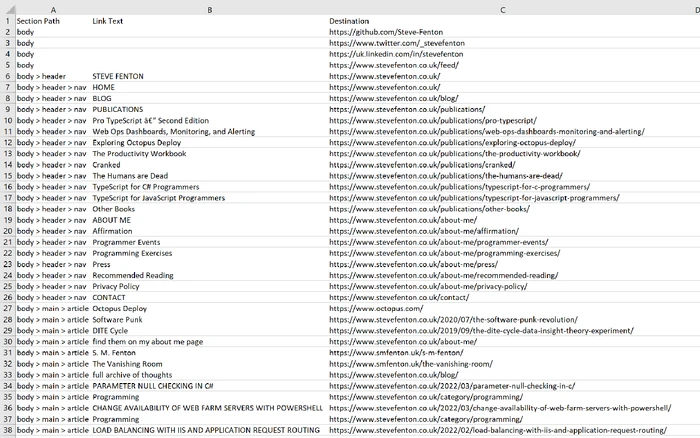 A B C D
1 Section Path Link Text Destination
2 body https://github.com/Steve-Fenton
3 body https://www.twitter.com/_stevefenton
4 body https://uk.linkedin.com/in/stevefenton
5 body https://www.stevefenton.co.uk/feed/
6 body > header STEVE FENTON https://www.stevefenton.co.uk/
7 body > header > nav HOME https://www.stevefenton.co.uk/
8 body > header > nav BLOG https://www.stevefenton.co.uk/blog/
9 body > header > nav PUBLICATIONS https://www.stevefenton.co.uk/publications/
10 body > header > nav Pro TypeScript â€" Second Edition https://www.stevefenton.co.uk/publications/pro-typescript/
11 body > header > nav Web Ops Dashboards, Monitoring, and Alerting https://www.stevefenton.co.uk/publications/web-ops-dashboards-monitoring-and-alerting/
12 body > header > nav Exploring Octopus Deploy https://www.stevefenton.co.uk/publications/exploring-octopus-deploy/
13 body > header > nav The Productivity Workbook https://www.stevefenton.co.uk/publications/the-productivity-workbook/
14 body > header > nav Cranked https://www.stevefenton.co.uk/publications/cranked/
15 body > header > nav The Humans are Dead https://www.stevefenton.co.uk/publications/the-humans-are-dead/
16 body > header > nav TypeScript for C# Programmers https://www.stevefenton.co.uk/publications/typescript-for-c-programmers/
17 body > header > nav TypeScript for JavaScript Programmers https://www.stevefenton.co.uk/publications/typescript-for-javascript-programmers/
18 body > header > nav Other Books https://www.stevefenton.co.uk/publications/other-books/
19 body > header > nav ABOUT ME https://www.stevefenton.co.uk/about-me/
20 body > header > nav Affirmation https://www.stevefenton.co.uk/about-me/affirmation/
21 body > header > nav Programmer Events https://www.stevefenton.co.uk/about-me/programmer-events/
22 body > header > nav Programming Exercises https://www.stevefenton.co.uk/about-me/programming-exercises/
23 body > header > nav Press https://www.stevefenton.co.uk/about-me/press/
24 body > header > nav Recommended Reading https://www.stevefenton.co.uk/about-me/recommended-reading/
25 body > header > nav Privacy Policy https://www.stevefenton.co.uk/about-me/privacy-policy/
26 body > header > nav CONTACT https://www.stevefenton.co.uk/contact/
27 body > main > article Octopus Deploy https://www.octopus.com/
28 body > main > article Software Punk https://www.stevefenton.co.uk/2020/07/the-software-punk-revolution/
29 body > main > article DITE Cycle https://www.stevefenton.co.uk/2019/09/the-dite-cycle-data-insight-theory-experiment/
30 body > main > article find them on my about me page https://www.stevefenton.co.uk/about-me/
31 body > main > article S. M. Fenton https://www.smfenton.uk/s-m-fenton/
32 body > main > article The Vanishing Room https://www.smfenton.uk/the-vanishing-room/
33 body > main > article full archive of thoughts https://www.stevefenton.co.uk/blog/
34 body > main > article PARAMETER NULL CHECKING IN C# https://www.stevefenton.co.uk/2022/03/parameter-null-checking-in-c/
35 body > main > article Programming https://www.stevefenton.co.uk/category/programming/
36 body > main > article CHANGE AVAILABILITY OF WEB FARM SERVERS WITH POWERSHELL https://www.stevefenton.co.uk/2022/03/change-availability-of-web-farm-servers-with-powershell/
37 body > main > article Programming https://www.stevefenton.co.uk/category/programming/
38 body > main > article LOAD BALANCING WITH IIS AND APPLICATION REQUEST ROUTING https://www.stevefenton.co.uk/2022/02/load-balancing-with-iis-and-application-request-routing/